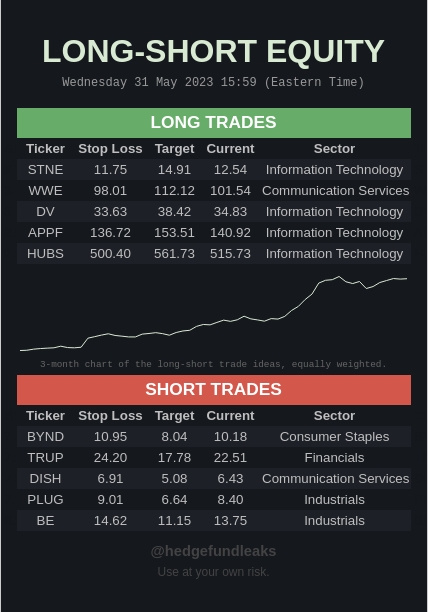 LONG-SHORT EQUITY
Wednesday 31 May 2023 15:59 (Eastern Time)
LONG TRADES
Ticker Stop Loss Target Current Sector
STNE 11.75 14.91 12.54 Information Technology
WWE 98.01 112.12 101.54 Communication Services
DV 33.63 38.42 34.83 Information Technology
APPF 136.72 153.51 140.92 Information Technology
HUBS 500.40 561.73 515.73 Information Technology
3-month chart of the long-short trade ideas, equally weighted.
SHORT TRADES
Ticker Stop Loss Target Current Sector
BYND 10.95 8.04 10.18 Consumer Staples
TRUP 24.20 17.78 22.51 Financials
DISH 6.91 5.08 6.43 Communication Services
PLUG 9.01 6.64 8.40 Industrials
BE 14.62 11.15 13.75 Industrials
@hedgefundleaks
Use at your own risk.